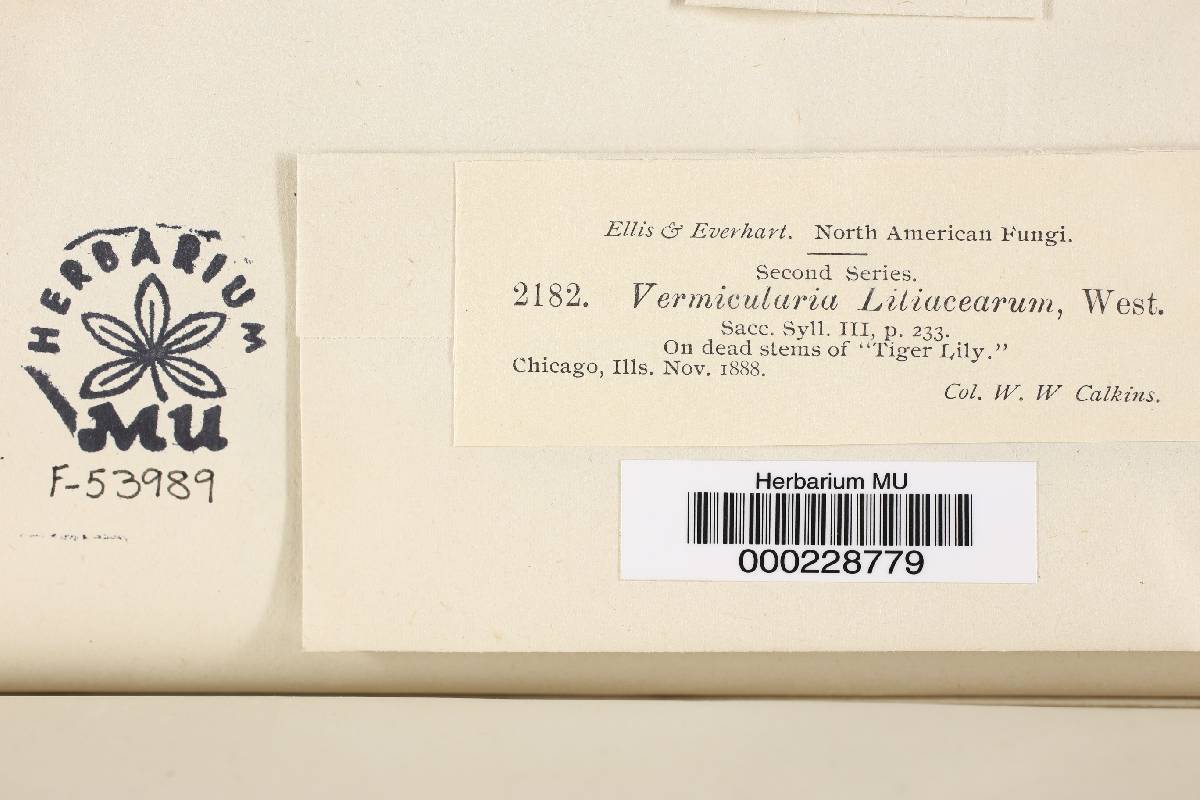 Ellis & Everhart. North American Fungi.
Second Series.
2182. Vermicularia Liliacearum, West.
Sacc. Syll. III, p. 233.
On dead stems of "Tiger Lily."
Chicago, Ills. Nov. 1888.
Col. W. W Calkins.
HERBARIUM
MU
F-53989
Herbarium MU
000228779